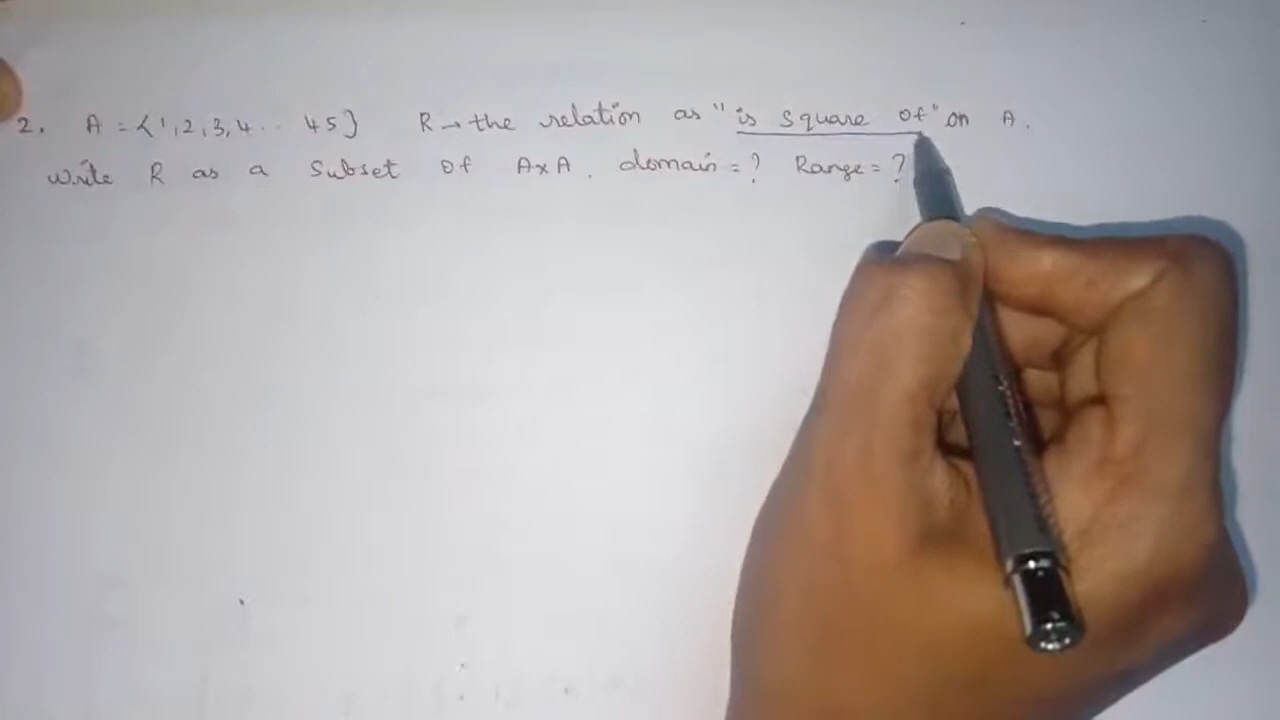 2. A = {1,2,3,4.. 45} R → the relation as "is square of" on A.
write R as a subset of A×A. domain = ? Range = ?